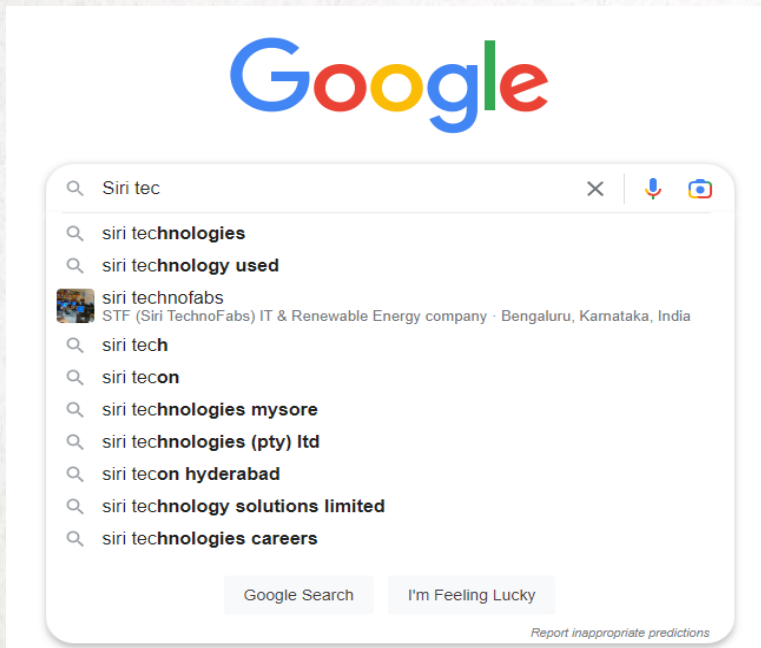 Google
Siri tec
siri technologies
siri technology used
siri technofabs
STF (Siri TechnoFabs) IT & Renewable Energy company · Bengaluru, Karnataka, India
siri tech
siri tecon
siri technologies mysore
siri technologies (pty) ltd
siri tecon hyderabad
siri technology solutions limited
siri technologies careers
Google Search I'm Feeling Lucky
Report inappropriate predictions